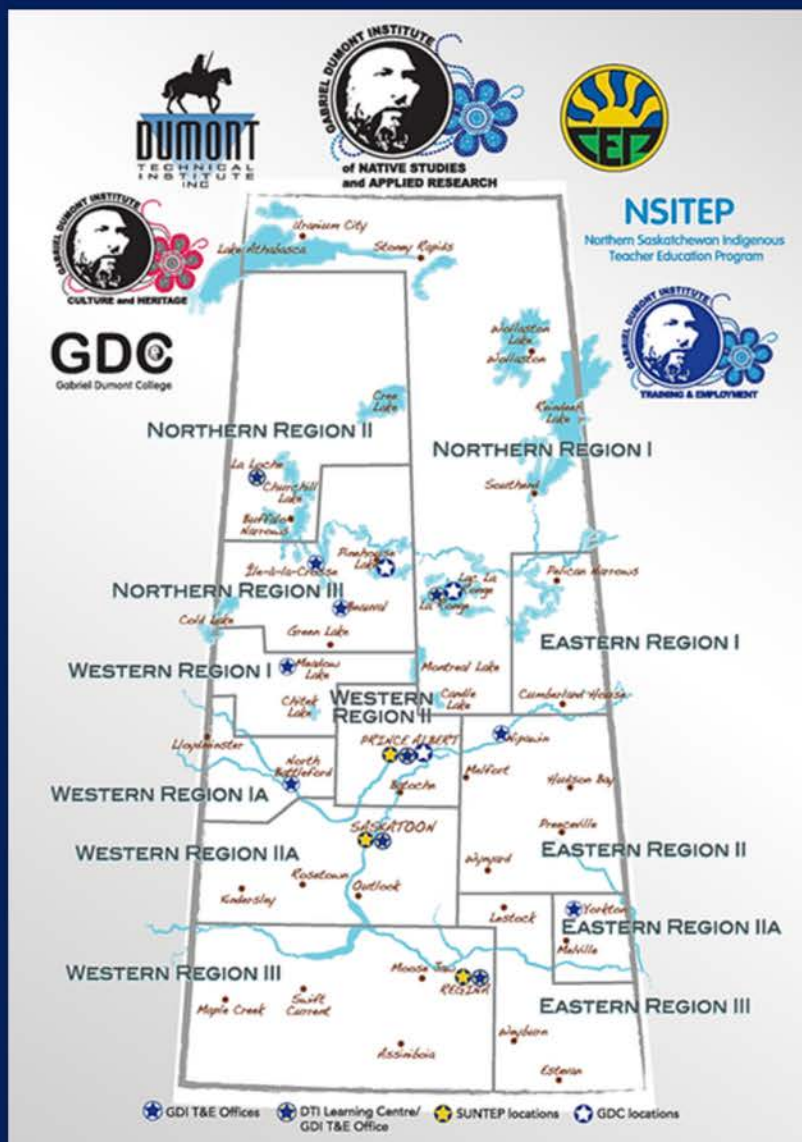 DUMONT
TECHNICAL
INSTITUTE
INC
GABRIEL DUMONT INSTITUTE
of NATIVE STUDIES
and APPLIED RESEARCH
GABRIEL DUMONT INSTITUTE
CULTURE and HERITAGE
GDC
Gabriel Dumont College
NSITEP
Northern Saskatchewan Indigenous
Teacher Education Program
GABRIEL DUMONT INSTITUTE
TRAINING & EMPLOYMENT
Uranium City
Lake Athabasca
Stoney Rapids
Wollaston
Lake
Wollaston
Cree
Lake
Reindeer
Lake
NORTHERN REGION II
NORTHERN REGION I
La Loche
Churchill
Lake
Southend
Buffalo
Narrows
Pinehouse
Lake
Île-à-la-Crosse
Lac La
Ronge
La Ronge
Pelican Narrows
NORTHERN REGION III
Beauval
Cold Lake
Green Lake
EASTERN REGION I
WESTERN REGION I
Meadow
Lake
Montreal Lake
WESTERN
REGION II
Chitek
Lake
Candle
Lake
Cumberland House
Lloydminster
PRINCE ALBERT
Nipawin
North
Battleford
Batoche
Melfort
Hudson Bay
WESTERN REGION IA
SASKATOON
Preeceville
WESTERN REGION IIA
EASTERN REGION II
Wynyard
Rosetown
Outlook
Kindersley
Lestock
Yorkton
EASTERN REGION IIA
Melville
WESTERN REGION III
Moose Jaw
REGINA
Maple Creek
Swift
Current
EASTERN REGION III
Weyburn
Assiniboia
Estevan
GDI T&E Offices
DTI Learning Centre/
GDI T&E Office
SUNTEP locations
GDC locations